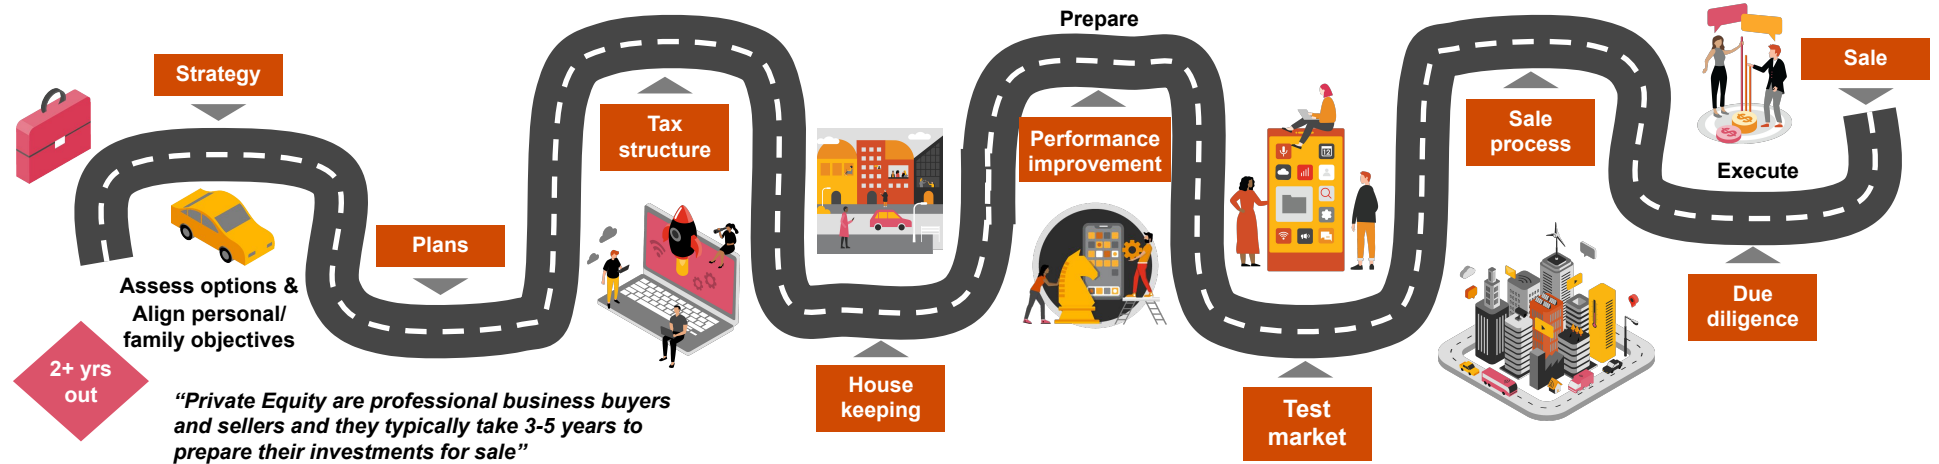 Strategy
Assess options &
Align personal/
family objectives
2+ yrs
out
Plans
“Private Equity are professional business buyers
and sellers and they typically take 3-5 years to
prepare their investments for sale”
Tax
structure
House
keeping
Prepare
Performance
improvement
12
Test
market
Sale
process
Execute
Due
diligence
Sale